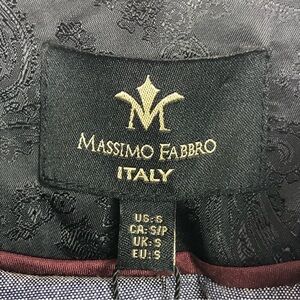 MASSIMO FABBRO
ITALY
US: S
CA: S/P
UK: S
EU: S